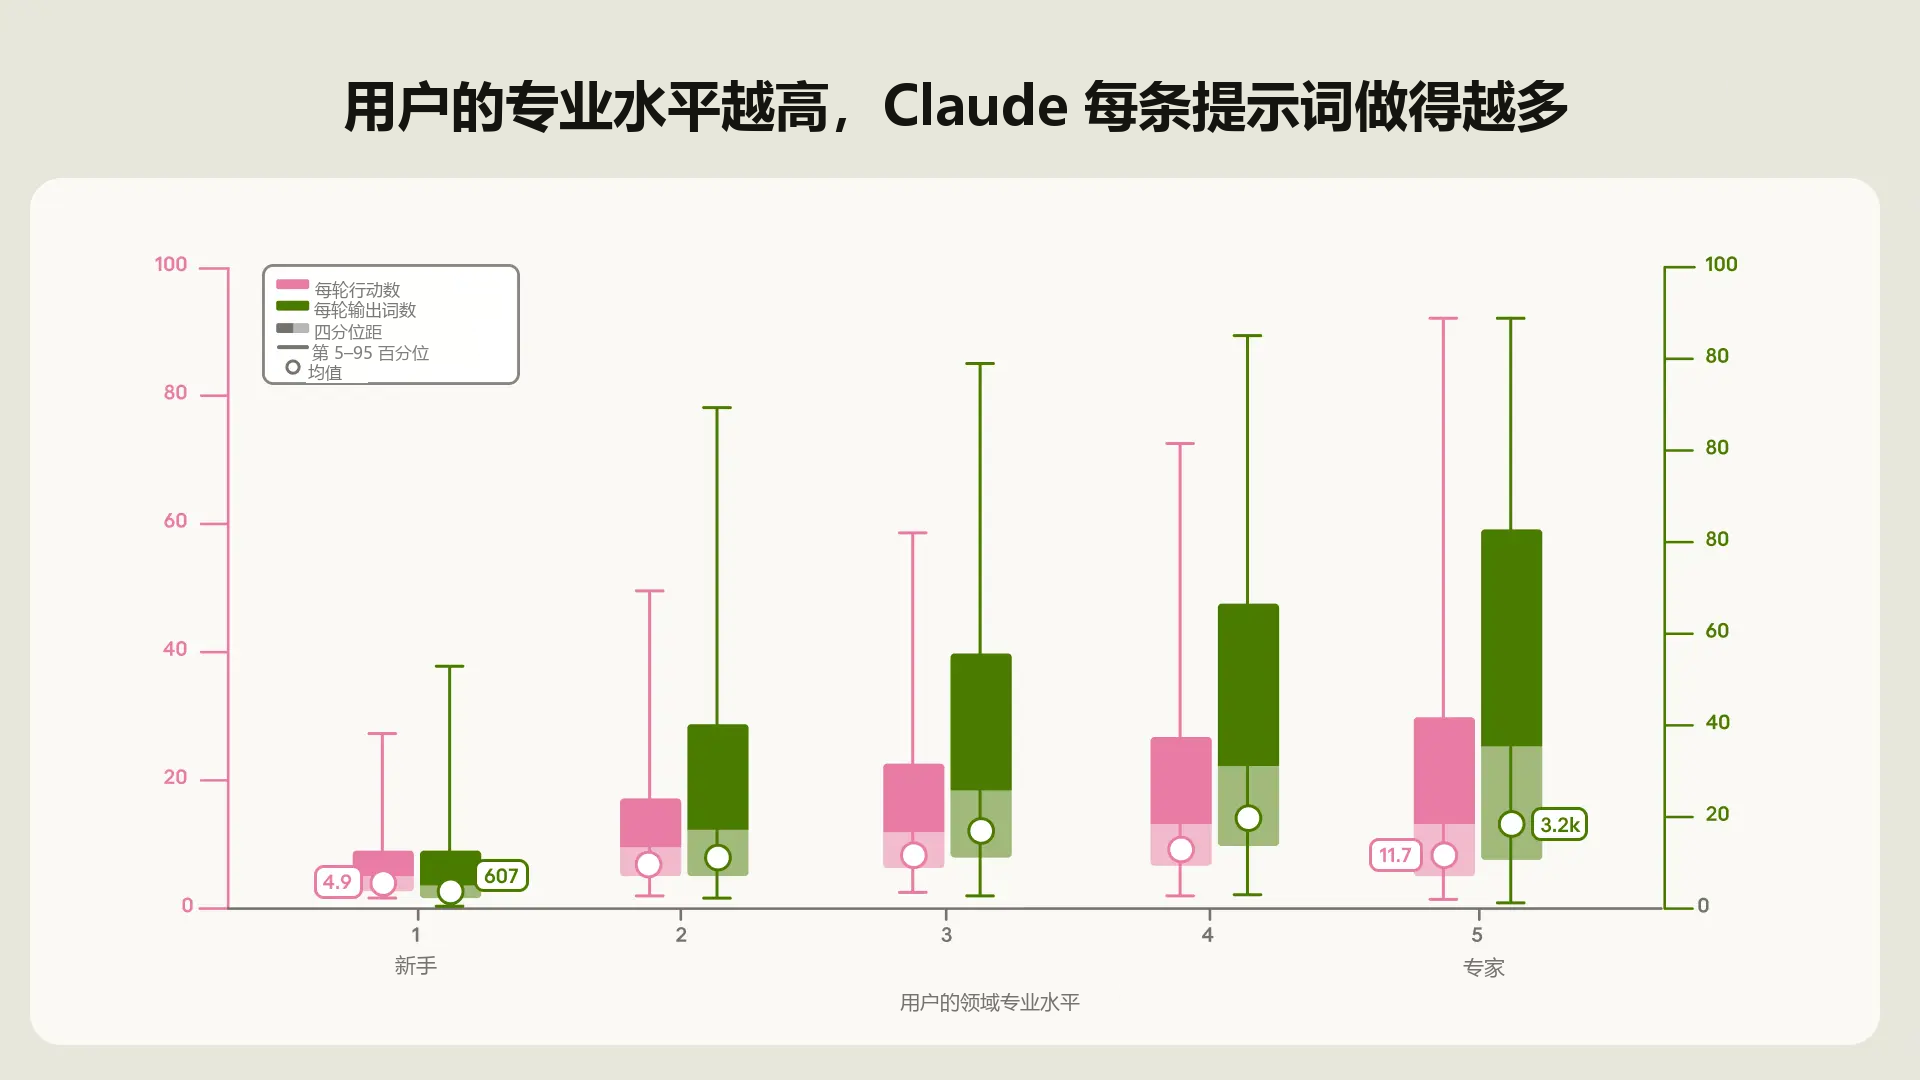 用户的专业水平越高，Claude 每条提示词做得越多
每轮行动数
每轮输出词数
四分位距
第 5–95 百分位
均值
100
80
60
40
20
0
100
80
80
80
60
40
20
0
4.9
607
11.7
3.2k
1
2
3
4
5
新手
专家
用户的领域专业水平